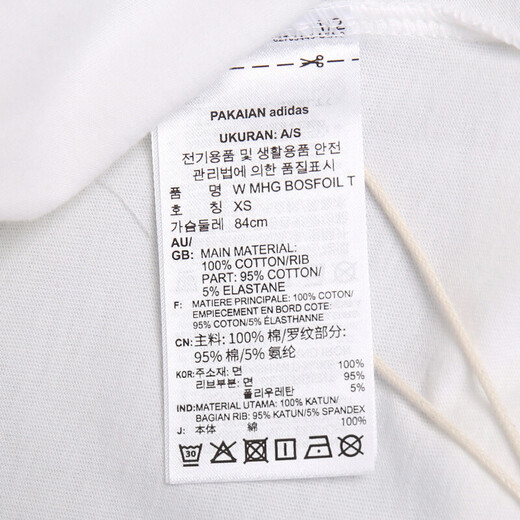 PAKAIAN adidas
UKURAN: A/S
전기용품 및 생활용품 안전
관리법에 의한 품질표시
품 명 W MHG BOSFOIL T
호 칭 XS
가슴둘레 84cm
AU/
GB: MAIN MATERIAL:
100% COTTON/RIB
PART: 95% COTTON/
5% ELASTANE
F: MATIERE PRINCIPALE: 100% COTON/
EMPIECEMENT EN BORD COTE:
95% COTON/5% ÉLASTHANNE
CN: 主料: 100% 棉/罗纹部分:
95% 棉/5% 氨纶
KOR: 주소재: 면 100%
리브부분: 면 95%
폴리우레탄 5%
IND: MATERIAL UTAMA: 100% KATUN/
BAGIAN RIB: 95% KATUN/5% SPANDEX
J: 本体 綿 100%
30